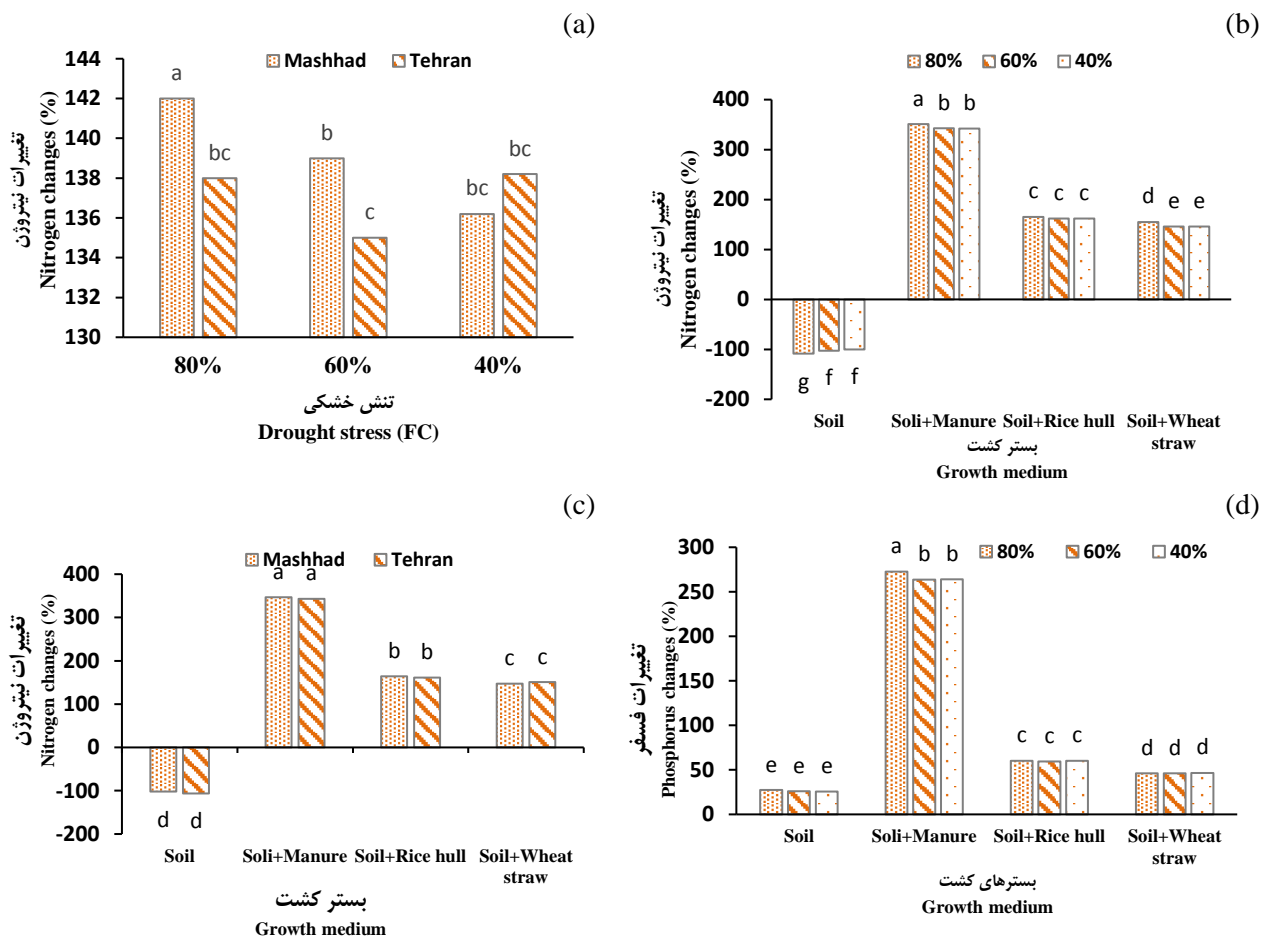 (a)
Mashhad Tehran
تغییرات نیتروژن
Nitrogen changes (%)
144
142
140
138
136
134
132
130
a
bc
b
c
bc
bc
80% 60% 40%
تنش خشکی
Drought stress (FC)
(b)
80% 60% 40%
تغییرات نیتروژن
Nitrogen changes (%)
400
300
200
100
0
-100
-200
a b b
c c c
d e e
g f f
Soil Soli+Manure Soil+Rice hull Soil+Wheat
straw
بستر کشت
Growth medium
(c)
Mashhad Tehran
تغییرات نیتروژن
Nitrogen changes (%)
400
300
200
100
0
-100
-200
a a
b b
c c
d d
Soil Soli+Manure Soil+Rice hull Soil+Wheat
straw
بستر کشت
Growth medium
(d)
80% 60% 40%
تغییرات فسفر
Phosphorus changes (%)
300
250
200
150
100
50
0
a b b
c c c
d d d
e e e
Soil Soli+Manure Soil+Rice hull Soil+Wheat
straw
بسترهای کشت
Growth medium